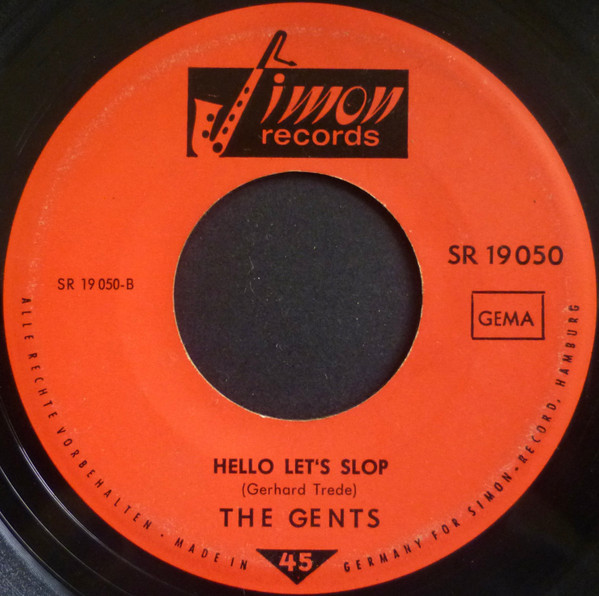 Simon
records
SR 19050
SR 19050-B
GEMA
HELLO LET'S SLOP
(Gerhard Trede)
THE GENTS
45
ALLE RECHTE VORBEHALTEN. - MADE IN GERMANY FOR SIMON-RECORD, HAMBURG